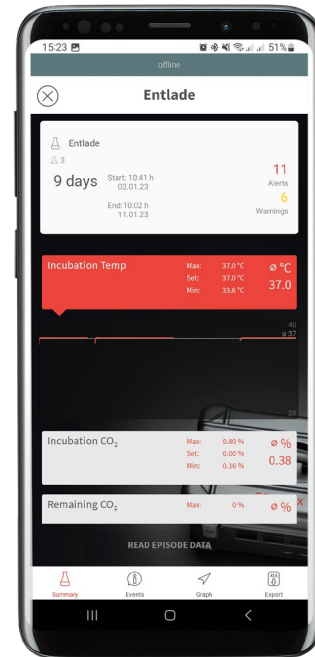 15:23 51%
offline
Entlade
Entlade
3
9 days
Start: 10:41 h
02.01.23
End:10:02 h
11.01.23
11
Alerts
6
Warnings
Incubation Temp
Max: 37.0 °C
Set: 37.0 °C
Min: 33.6 °C
ø °C
37.0
40
ø 37
20
Incubation CO₂
Max: 0.80 %
Set: 0.00 %
Min: 0.16 %
ø %
0.38
Remaining CO₂
Max: 0 %
ø %
READ EPISODE DATA
Summary
Events
Graph
XLS
Export